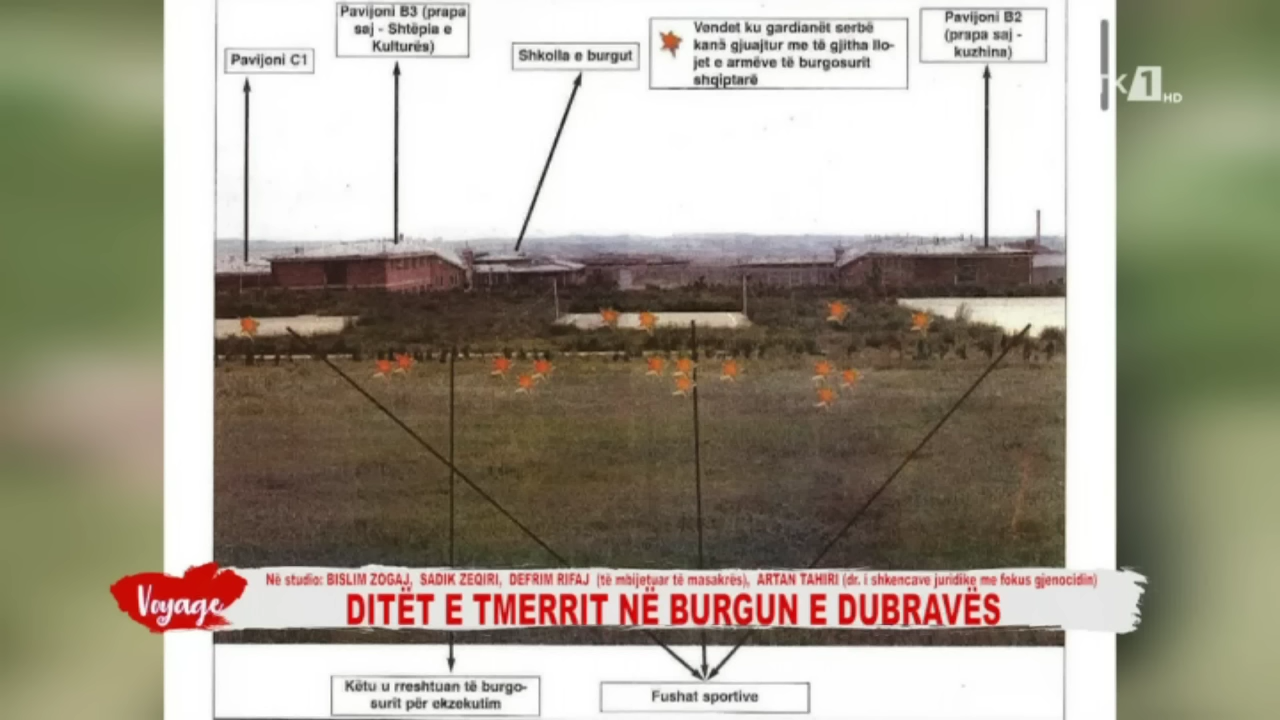 Pavijoni B3 (prapa
saj - Shtëpia e
Kulturës)
Pavijoni C1
Shkolla e burgut
Vendet ku gardianët serbë
kanë gjuajtur me të gjitha llo-
jet e armëve të burgosurit
shqiptarë
Pavijoni B2
(prapa saj -
kuzhina)
1
HD
Në studio: BISLIM ZOGAJ, SADIK ZEQIRI, DEFRIM RIFAJ (të mbijetuar të masakrës), ARTAN TAHIRI (dr. i shkencave juridike me fokus gjenocidin)
Voyage
DITËT E TMERRIT NË BURGUN E DUBRAVËS
Këtu u rreshtuan të burgo-
surit për ekzekutim
Fushat sportive